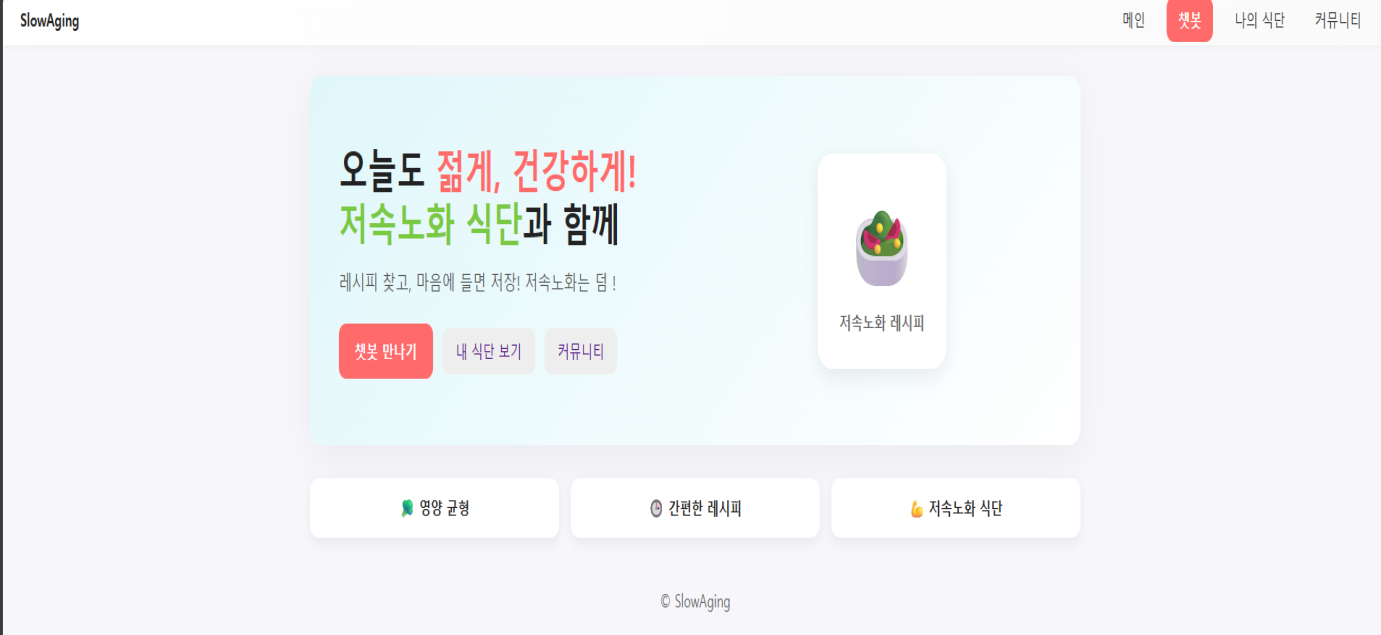 SlowAging
메인 챗봇 나의 식단 커뮤니티
오늘도 젊게, 건강하게!
저속노화 식단과 함께
레시피 찾고, 마음에 들면 저장! 저속노화는 덤 !
챗봇 만나기 내 식단 보기 커뮤니티
저속노화 레시피
영양 균형
간편한 레시피
저속노화 식단
© SlowAging